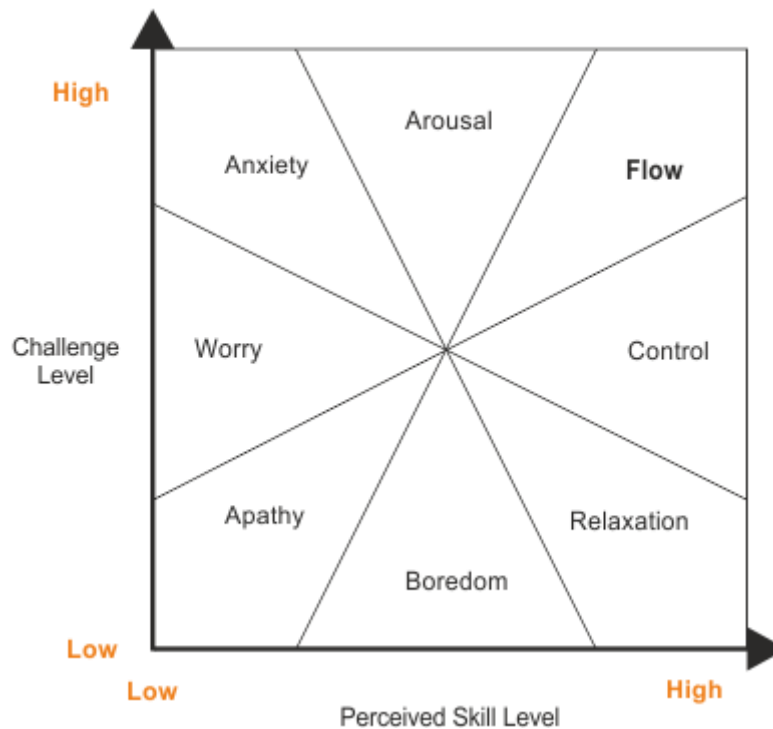 High
Arousal
Anxiety
Flow
Challenge
Level
Worry
Control
Apathy
Relaxation
Boredom
Low
Low
High
Perceived Skill Level